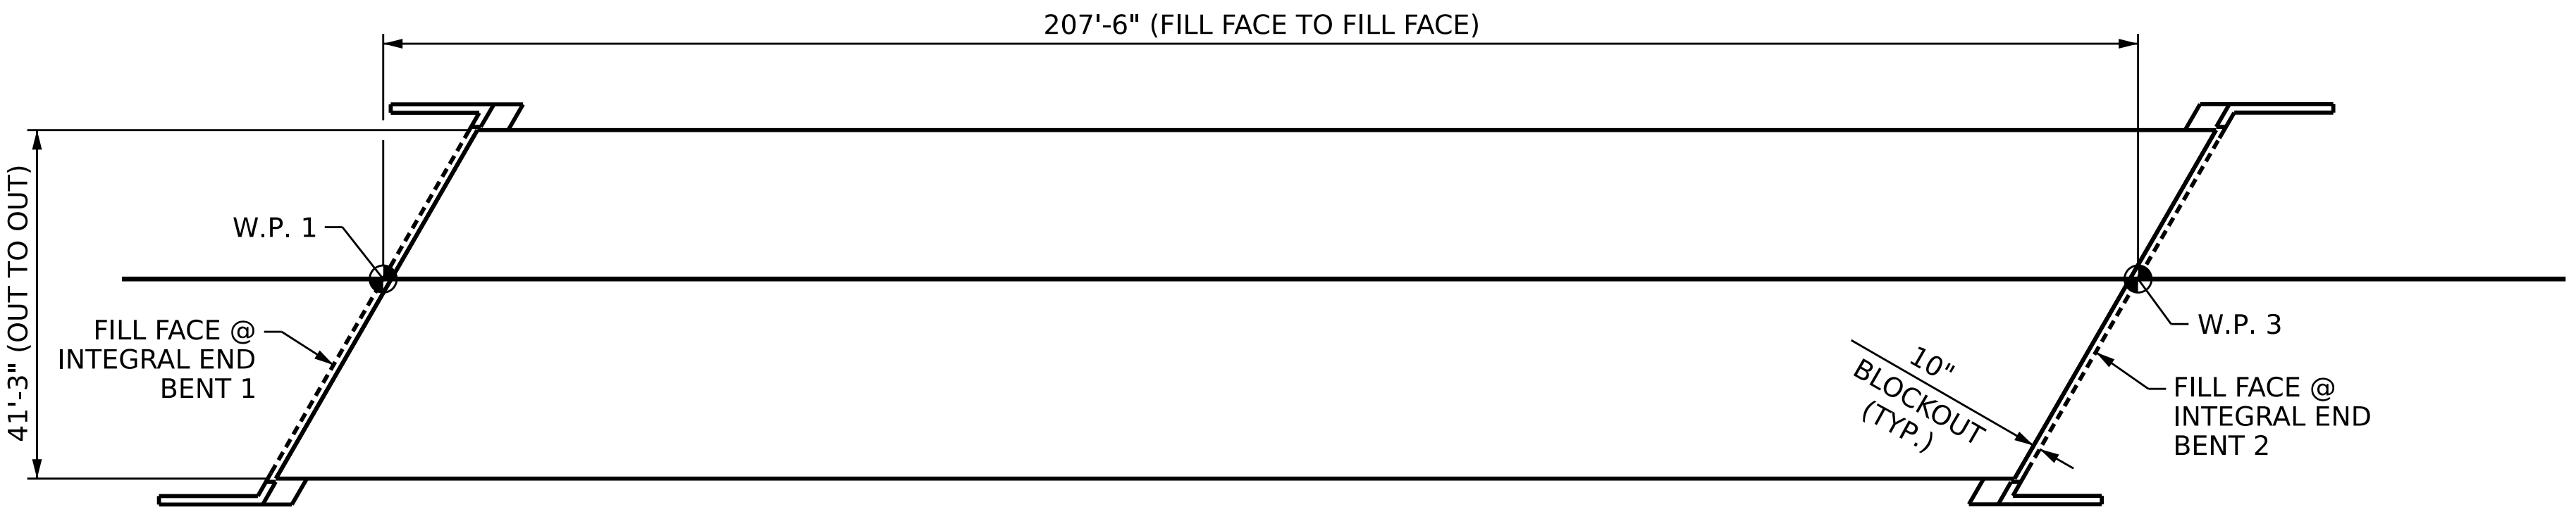 207'-6" (FILL FACE TO FILL FACE)
41'-3" (OUT TO OUT)
W.P. 1
FILL FACE @
INTEGRAL END
BENT 1
10"
BLOCKOUT
(TYP.)
W.P. 3
FILL FACE @
INTEGRAL END
BENT 2